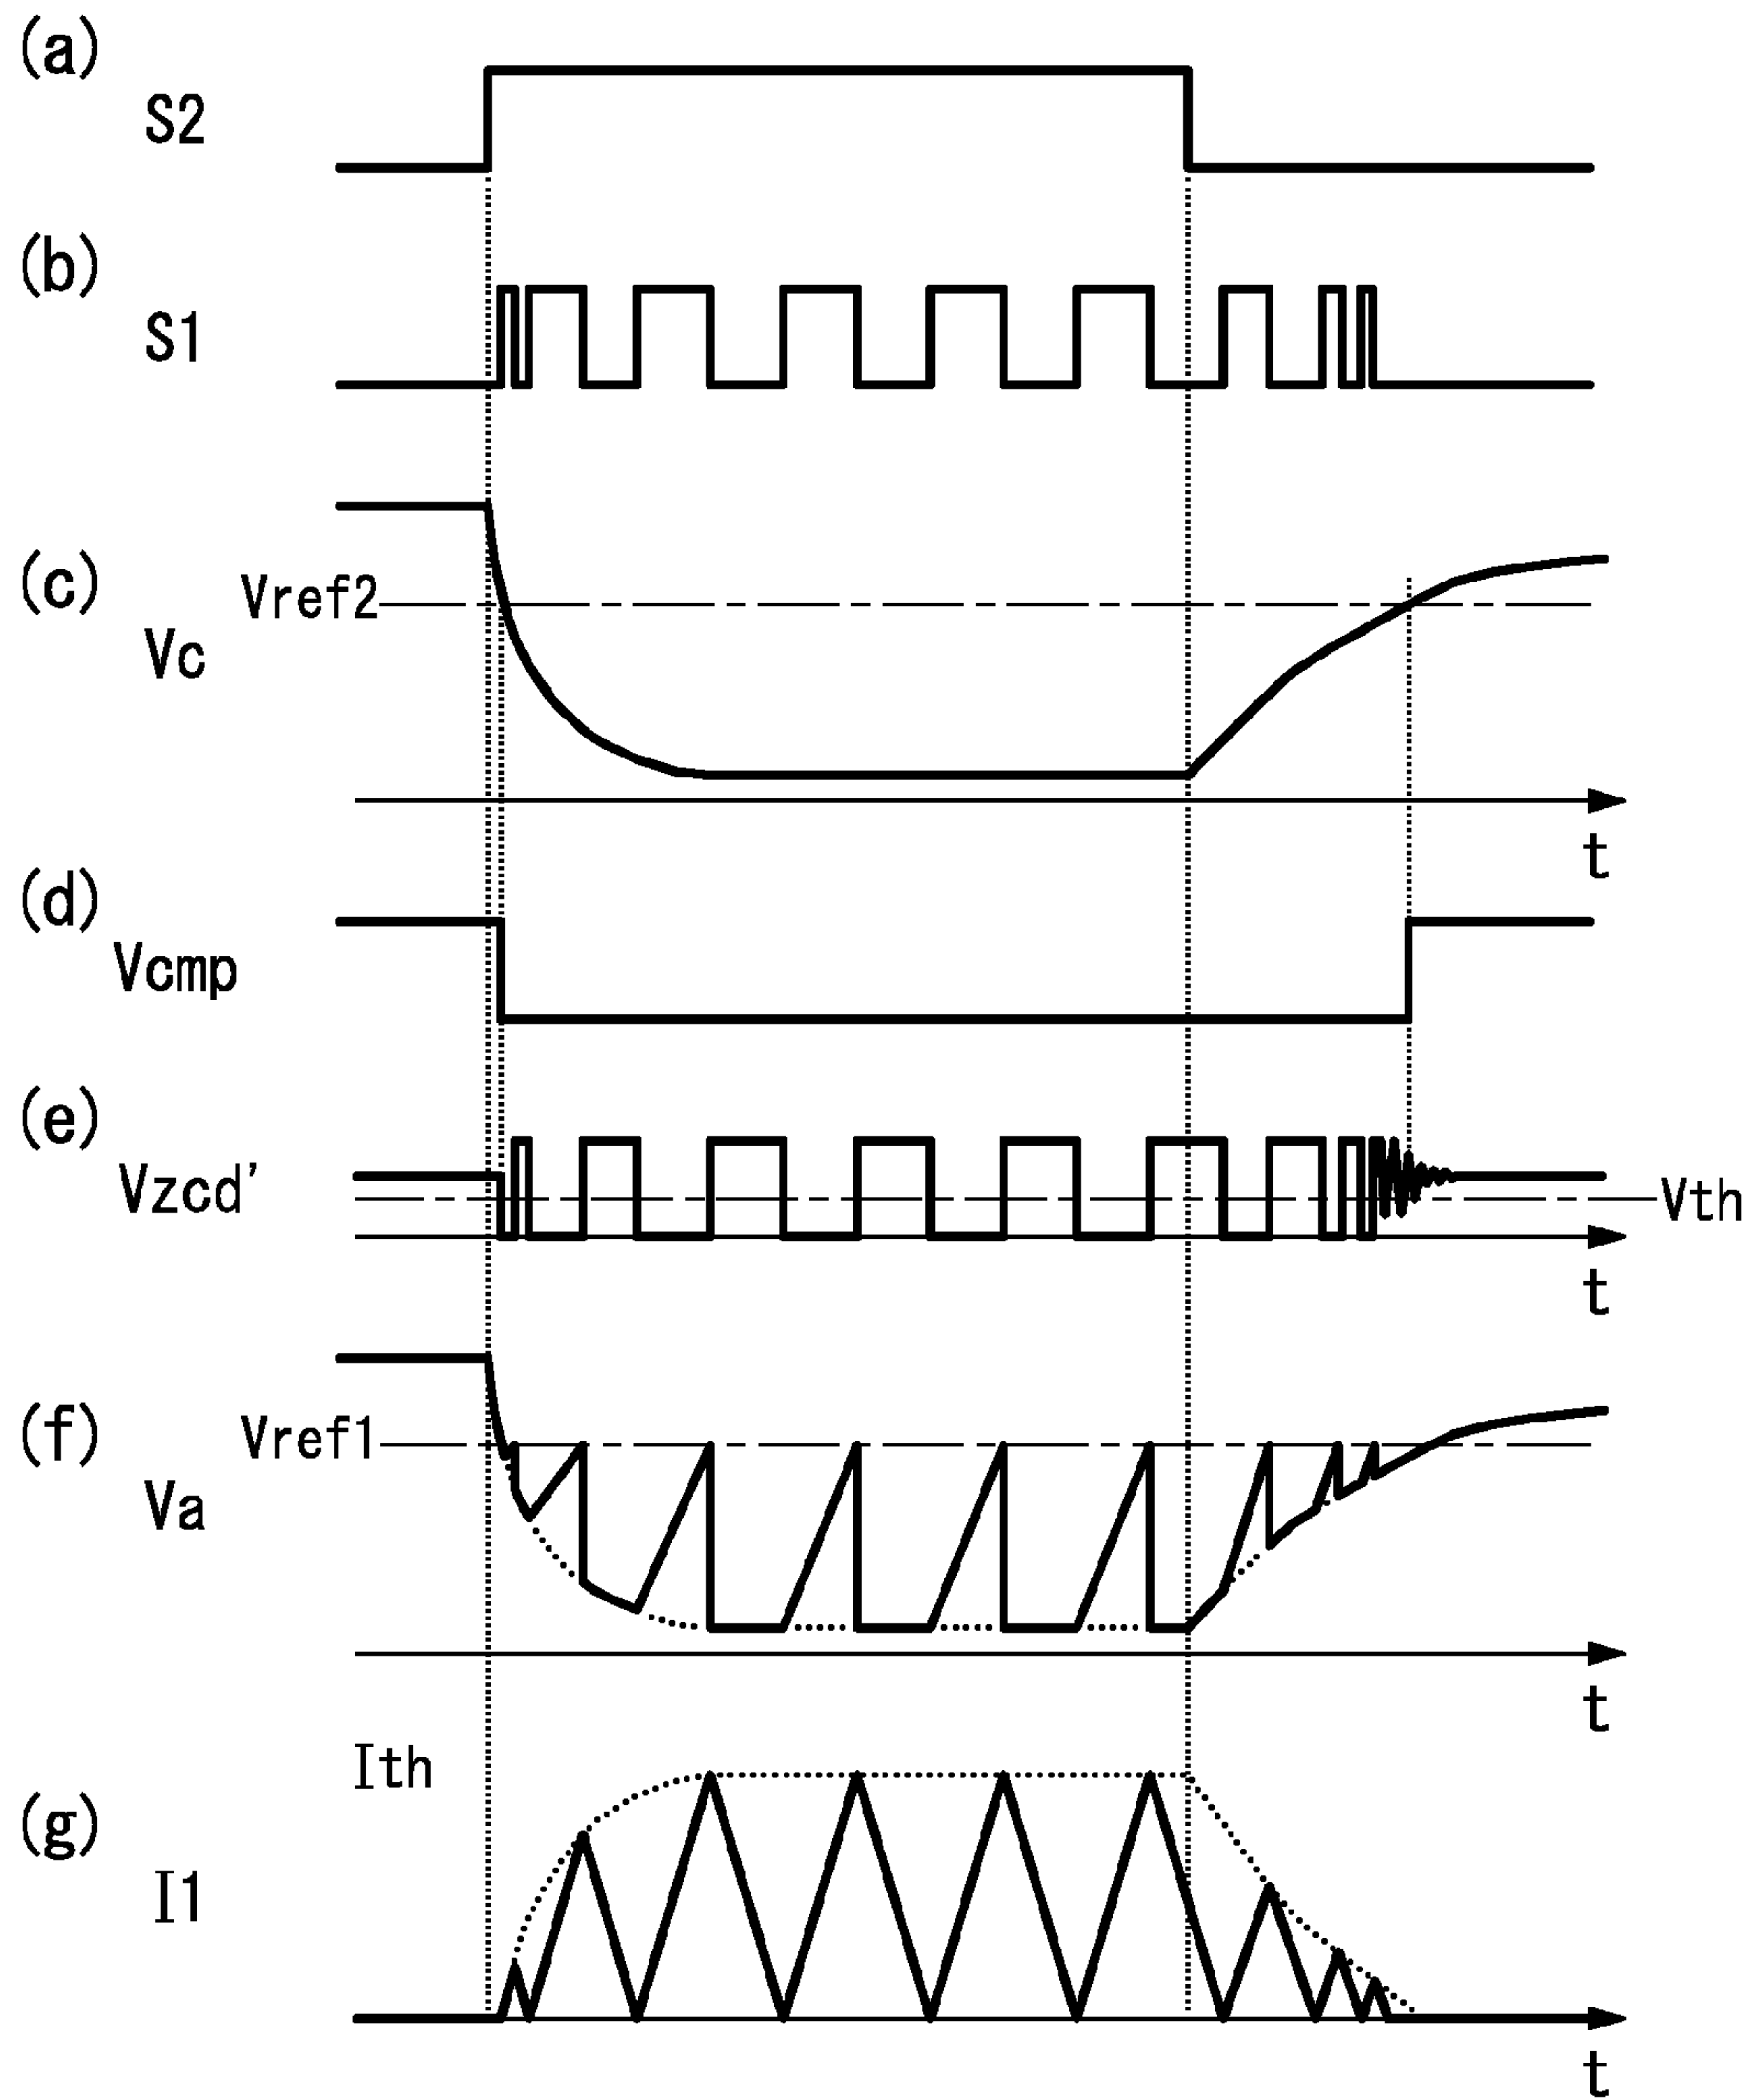 (a)
S2
(b)
S1
(c)
Vref2
Vc
t
(d)
Vcmp
(e)
Vzcd'
Vth
t
(f)
Vref1
Va
t
Ith
(g)
I1
t